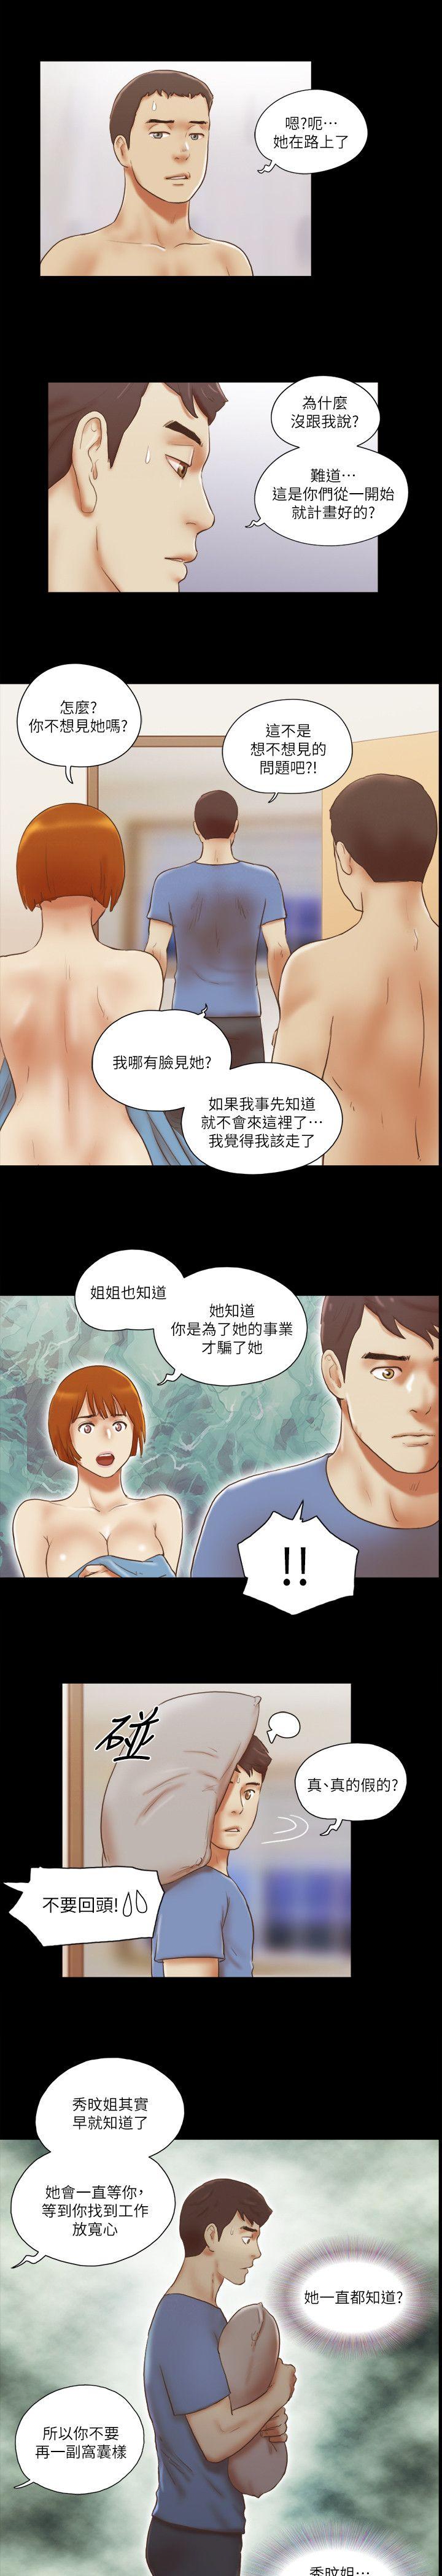 嗯?呃…
她在路上了
為什麼
沒跟我說?
難道…
這是你們從一開始
就計畫好的?
怎麼?
你不想見她嗎?
這不是
想不想見的
問題吧?!
我哪有臉見她?
如果我事先知道
就不會來這裡了…
我覺得我該走了
姐姐也知道
她知道
你是為了她的事業
才騙了她
!!
碰
真、真的假的?
不要回頭!
秀旼姐其實
早就知道了
她會一直等你,
等到你找到工作
放寬心
她一直都知道?
所以你不要
再一副窩囊樣
秀旼姐…